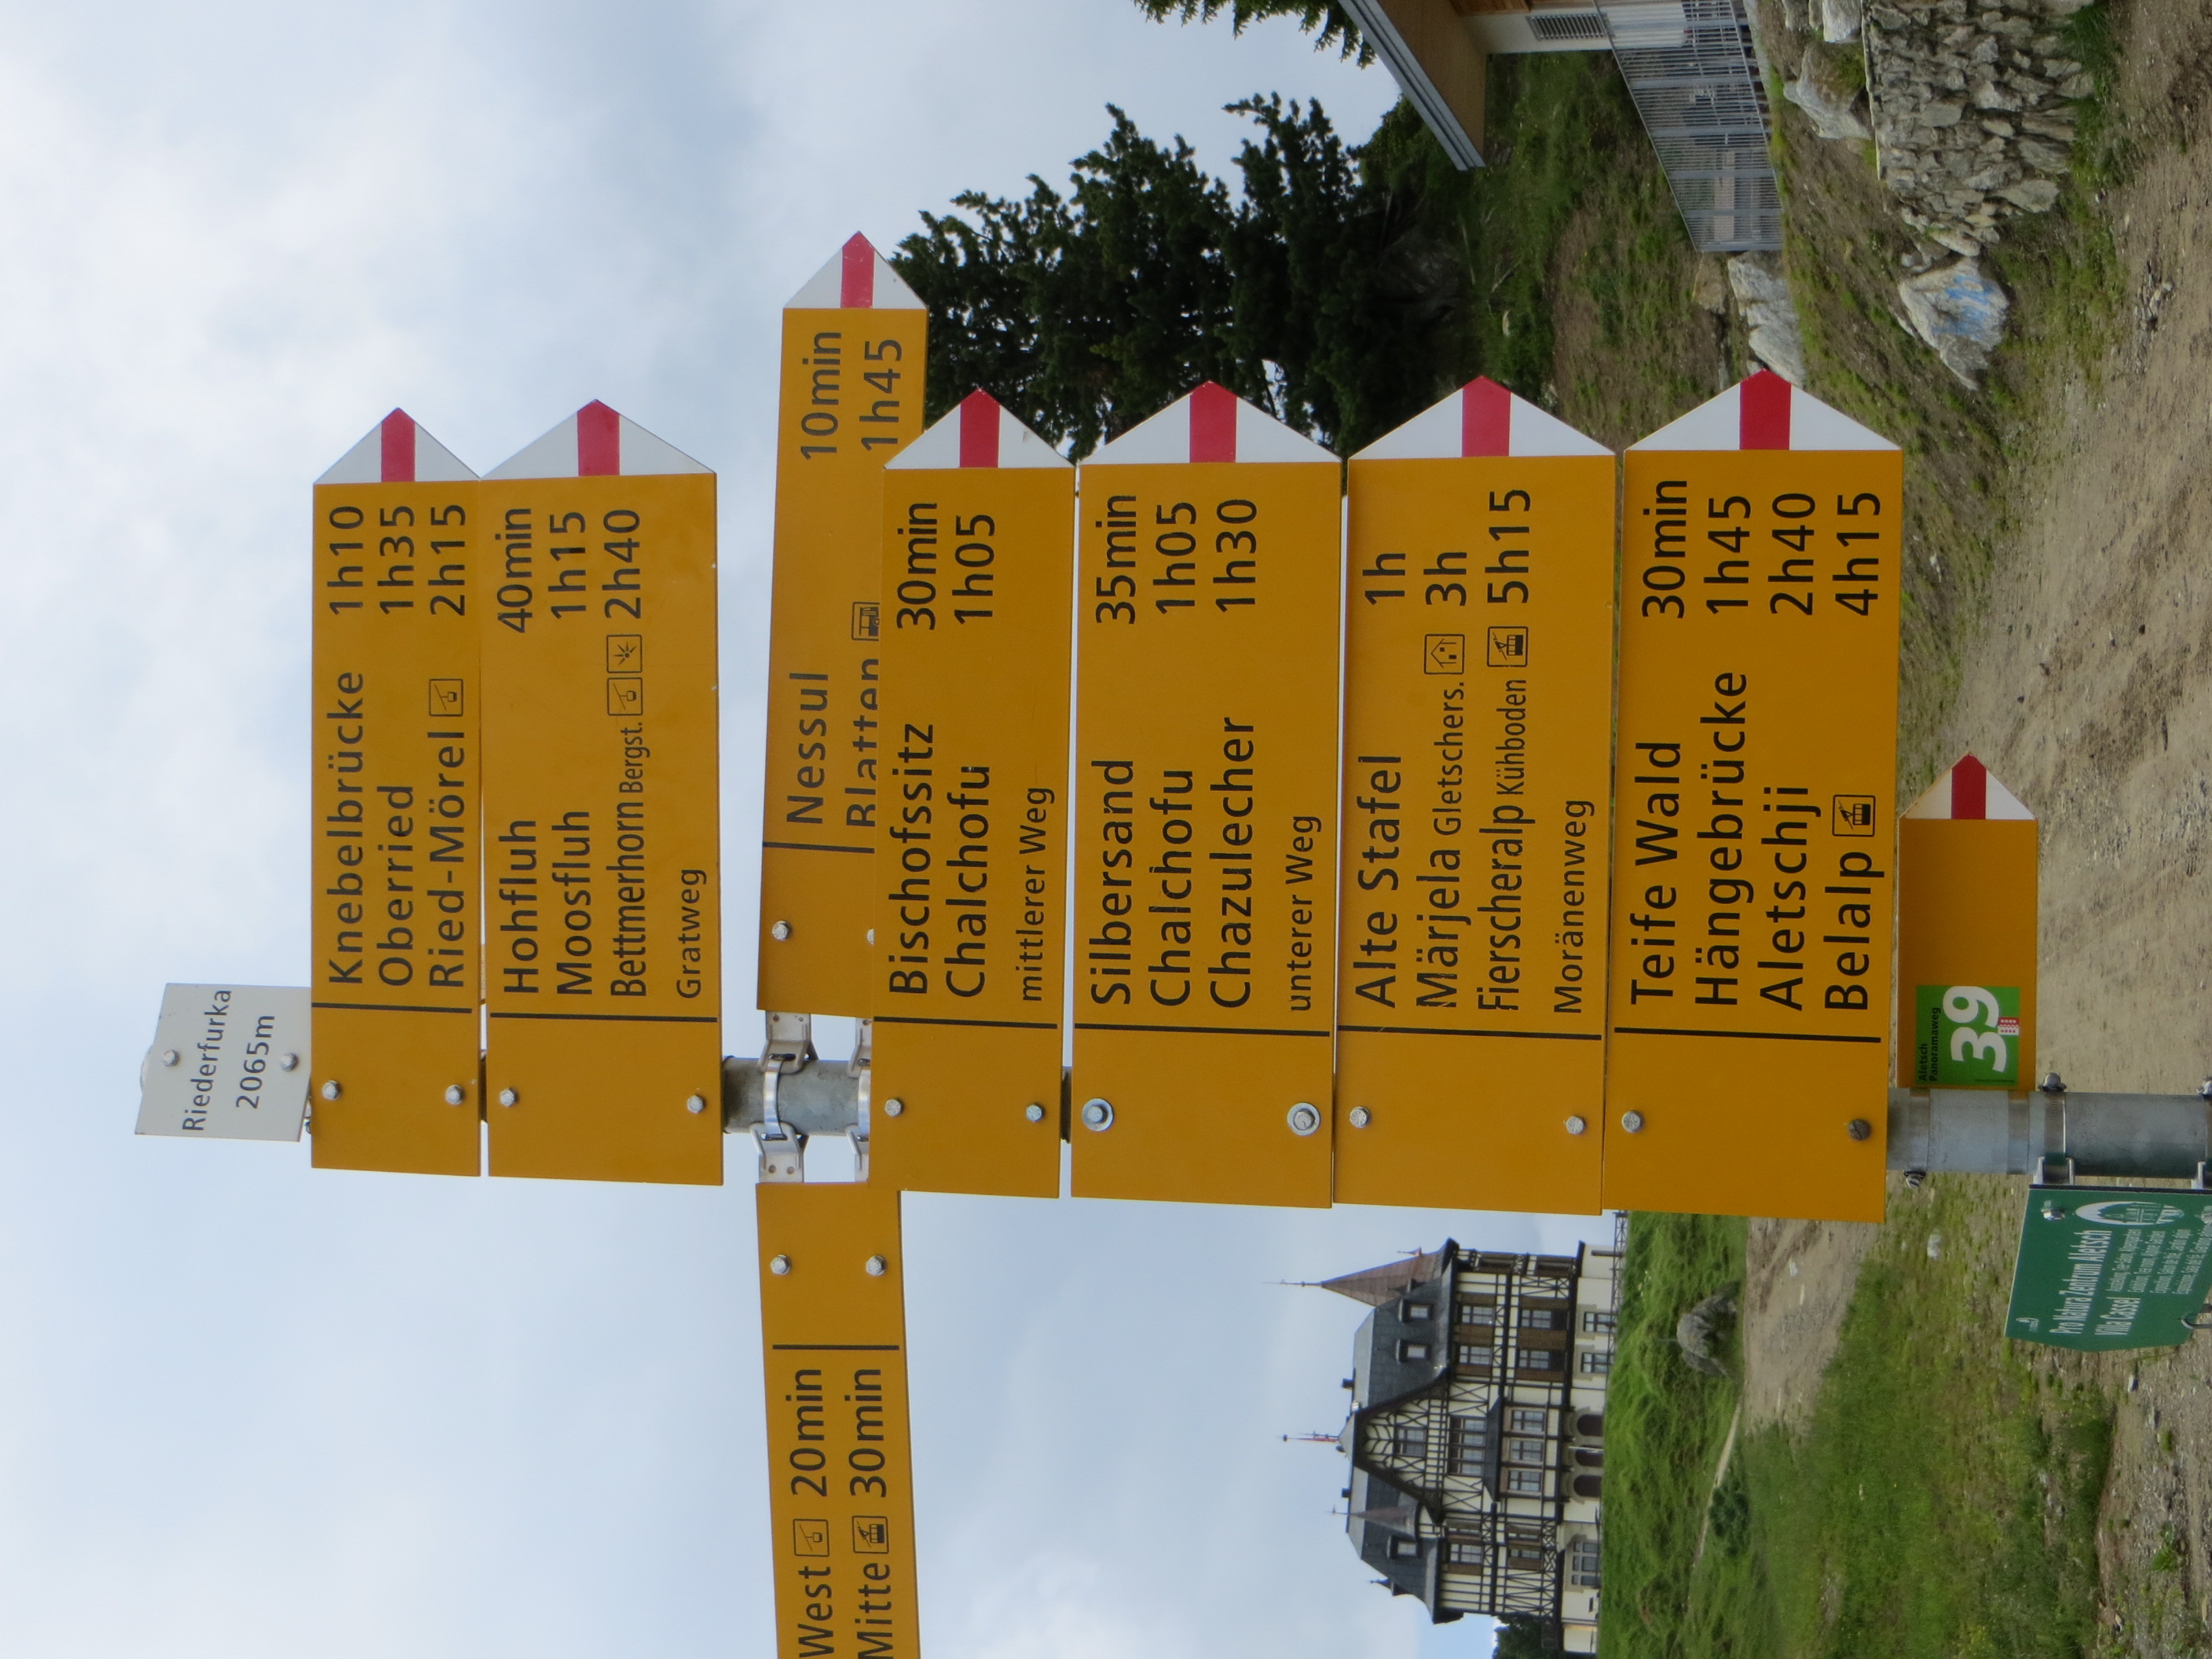 Riederfurka
2065m
Knebelbrücke 1h10
Oberried 1h35
Ried-Mörel 2h15
Hohfluh 40min
Moosfluh 1h15
Bettmerhorn Bergst. 2h40
Gratweg
West 20min
Mitte 30min
Nessul 10min
Blatten 1h45
Bischofssitz 30min
Chalchofu 1h05
mittlerer Weg
Silbersand 35min
Chalchofu 1h05
Chazulecher 1h30
unterer Weg
Alte Stafel 1h
Märjela Gletschers. 3h
Fierscheralp Kühboden 5h15
Moränenweg
Teife Wald 30min
Hängebrücke 1h45
Aletschji 2h40
Belalp 4h15
Aletsch
Panoramaweg
39
Pro Natura Zentrum Aletsch
Villa Cassel